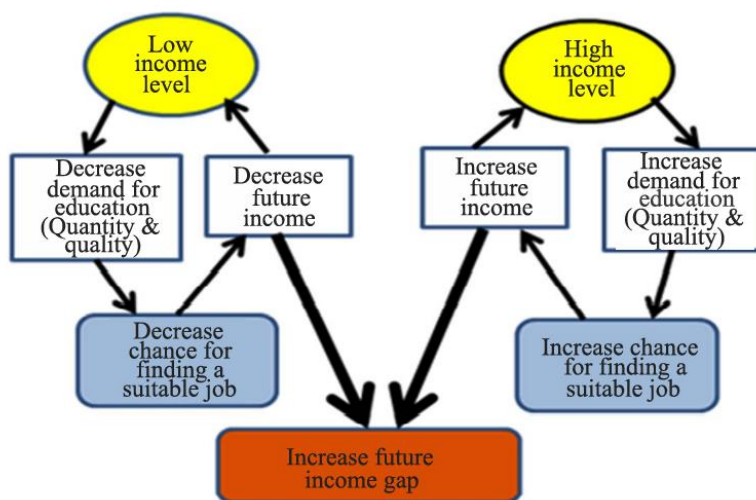 Low
income
level
High
income
level
Decrease
demand for
education
(Quantity &
quality)
Decrease
future
income
Increase
future
income
Increase
demand for
education
(Quantity &
quality)
Decrease
chance for
finding a
suitable job
Increase chance
for finding a
suitable job
Increase future
income gap